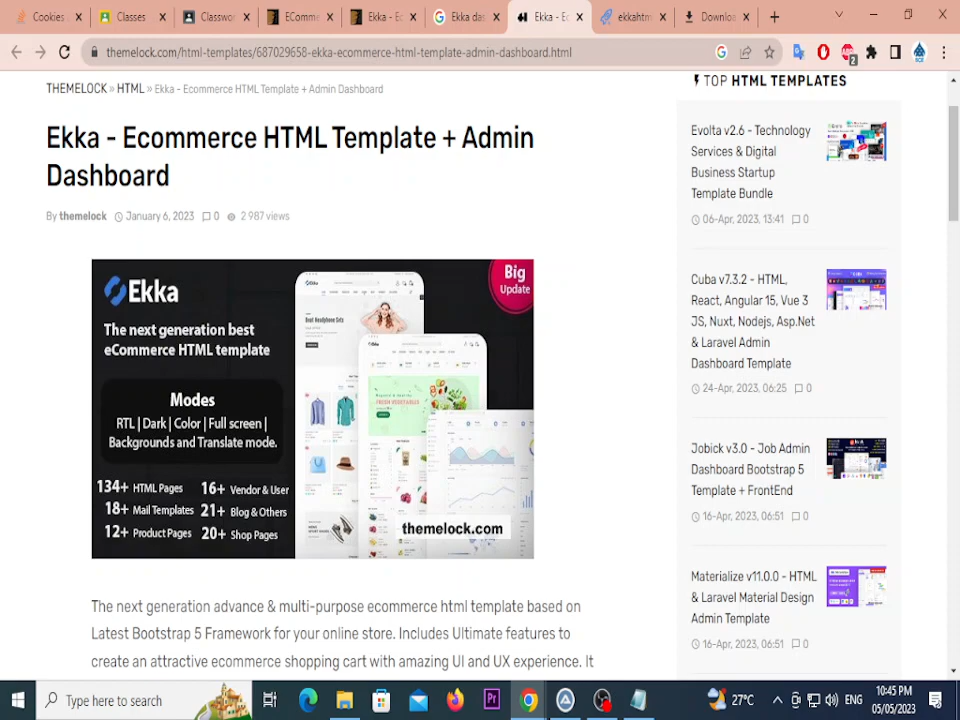 Cookies
Classes
Classwo
EComme
Ekka - Ec
Ekka da
Ekka - Ec
ekkahtm
Downloa
themelock.com/html-templates/687029658-ekka-ecommerce-html-template-admin-dashboard.html
2
THEMELOCK » HTML » Ekka - Ecommerce HTML Template + Admin Dashboard
Ekka - Ecommerce HTML Template + Admin
Dashboard
By themelock January 6, 2023 0 2 987 views
Ekka
The next generation best
eCommerce HTML template
Modes
RTL | Dark | Color | Full screen |
Backgrounds and Translate mode.
134+ HTML Pages 16+ Vendor & User
18+ Mail Templates 21+ Blog & Others
12+ Product Pages 20+ Shop Pages
Big
Update
FRESH VEGETABLES
themelock.com
The next generation advance & multi-purpose ecommerce html template based on
Latest Bootstrap 5 Framework for your online store. Includes Ultimate features to
create an attractive ecommerce shopping cart with amazing UI and UX experience. It
TOP HTML TEMPLATES
Evolta v2.6 - Technology
Services & Digital
Business Startup
Template Bundle
06-Apr, 2023, 13:41 0
Cuba v7.3.2 - HTML,
React, Angular 15, Vue 3
JS, Nuxt, Nodejs, Asp.Net
& Laravel Admin
Dashboard Template
24-Apr, 2023, 06:25 0
Jobick v3.0 - Job Admin
Dashboard Bootstrap 5
Template + FrontEnd
16-Apr, 2023, 06:51 0
Materialize v11.0.0 - HTML
& Laravel Material Design
Admin Template
16-Apr, 2023, 06:51 0
Type here to search
Pr
27°C
ENG
10:45 PM
05/05/2023